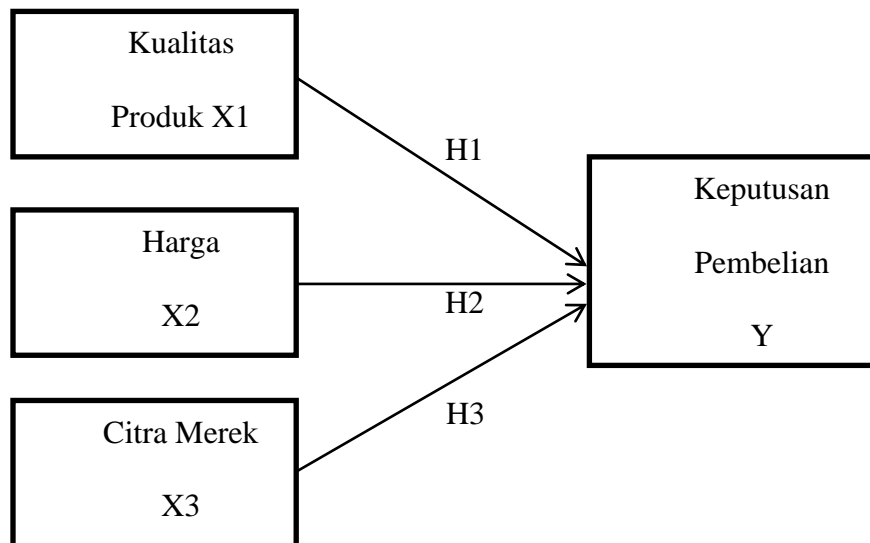 Kualitas
Produk X1
H1
Harga
X2
H2
Citra Merek
X3
H3
Keputusan
Pembelian
Y